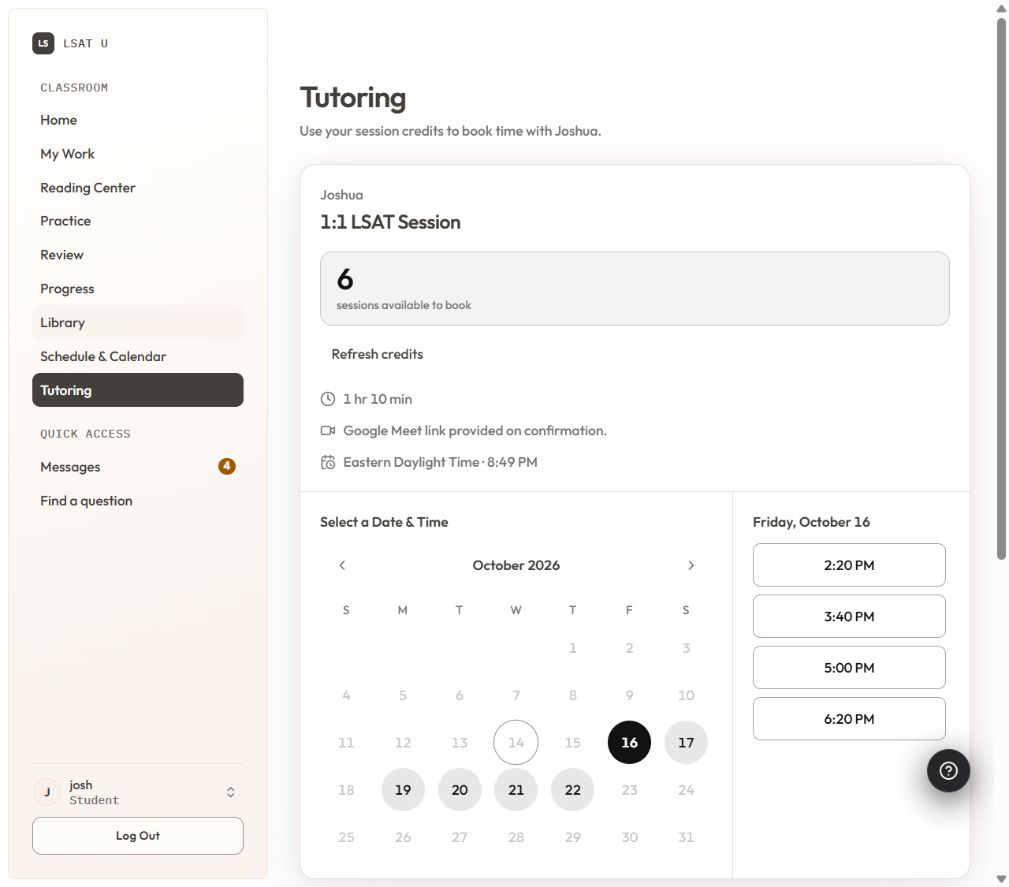 LS LSAT U
CLASSROOM
Home
My Work
Reading Center
Practice
Review
Progress
Library
Schedule & Calendar
Tutoring
QUICK ACCESS
Messages 4
Find a question
J josh
Student
Log Out
Tutoring
Use your session credits to book time with Joshua.
Joshua
1:1 LSAT Session
6
sessions available to book
Refresh credits
1 hr 10 min
Google Meet link provided on confirmation.
Eastern Daylight Time · 8:49 PM
Select a Date & Time
October 2026
S M T W T F S
1 2 3
4 5 6 7 8 9 10
11 12 13 14 15 16 17
18 19 20 21 22 23 24
25 26 27 28 29 30 31
Friday, October 16
2:20 PM
3:40 PM
5:00 PM
6:20 PM
?